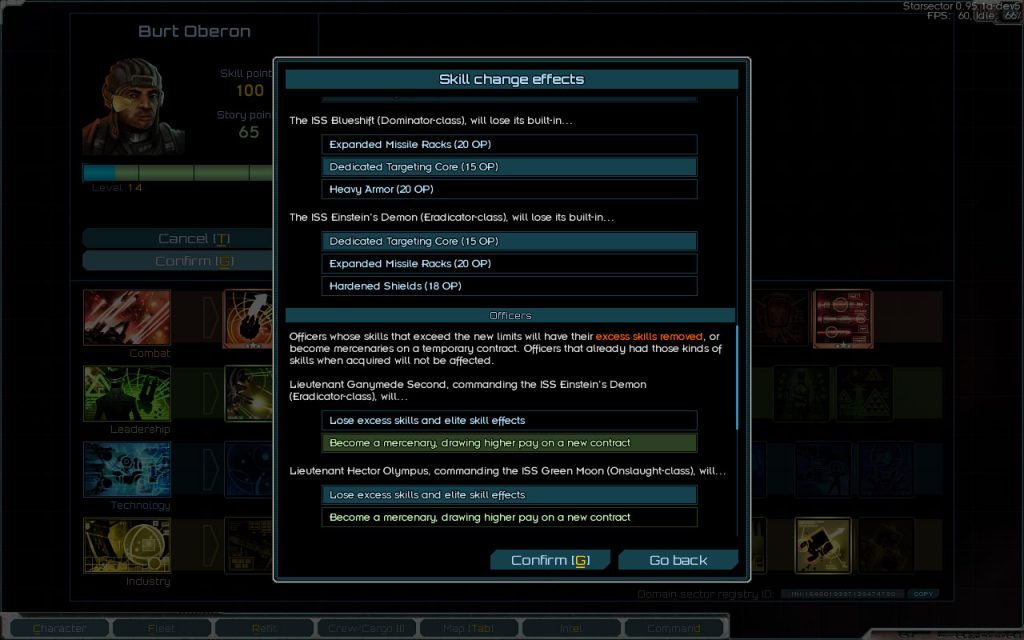 Starsector 0.95.1a-dev5
FPS: 60, Idle: 66%
Burt Oberon
Skill point
100
Story point
65
Level 14
Cancel [T]
Confirm [G]
Combat
Leadership
Technology
Industry
Skill change effects
The ISS Blueshift (Dominator-class), will lose its built-in...
Expanded Missile Racks (20 OP)
Dedicated Targeting Core (15 OP)
Heavy Armor (20 OP)
The ISS Einstein's Demon (Eradicator-class), will lose its built-in...
Dedicated Targeting Core (15 OP)
Expanded Missile Racks (20 OP)
Hardened Shields (18 OP)
Officers
Officers whose skills that exceed the new limits will have their excess skills removed, or
become mercenaries on a temporary contract. Officers that already had those kinds of
skills when acquired will not be affected.
Lieutenant Ganymede Second, commanding the ISS Einstein's Demon
(Eradicator-class), will...
Lose excess skills and elite skill effects
Become a mercenary, drawing higher pay on a new contract
Lieutenant Hector Olympus, commanding the ISS Green Moon (Onslaught-class), will...
Lose excess skills and elite skill effects
Become a mercenary, drawing higher pay on a new contract
Confirm [G]
Go back
Domain sector registry ID:
COPY
Character
Fleet
Refit
Crew/Cargo [I]
Map [Tab]
Intel
Command